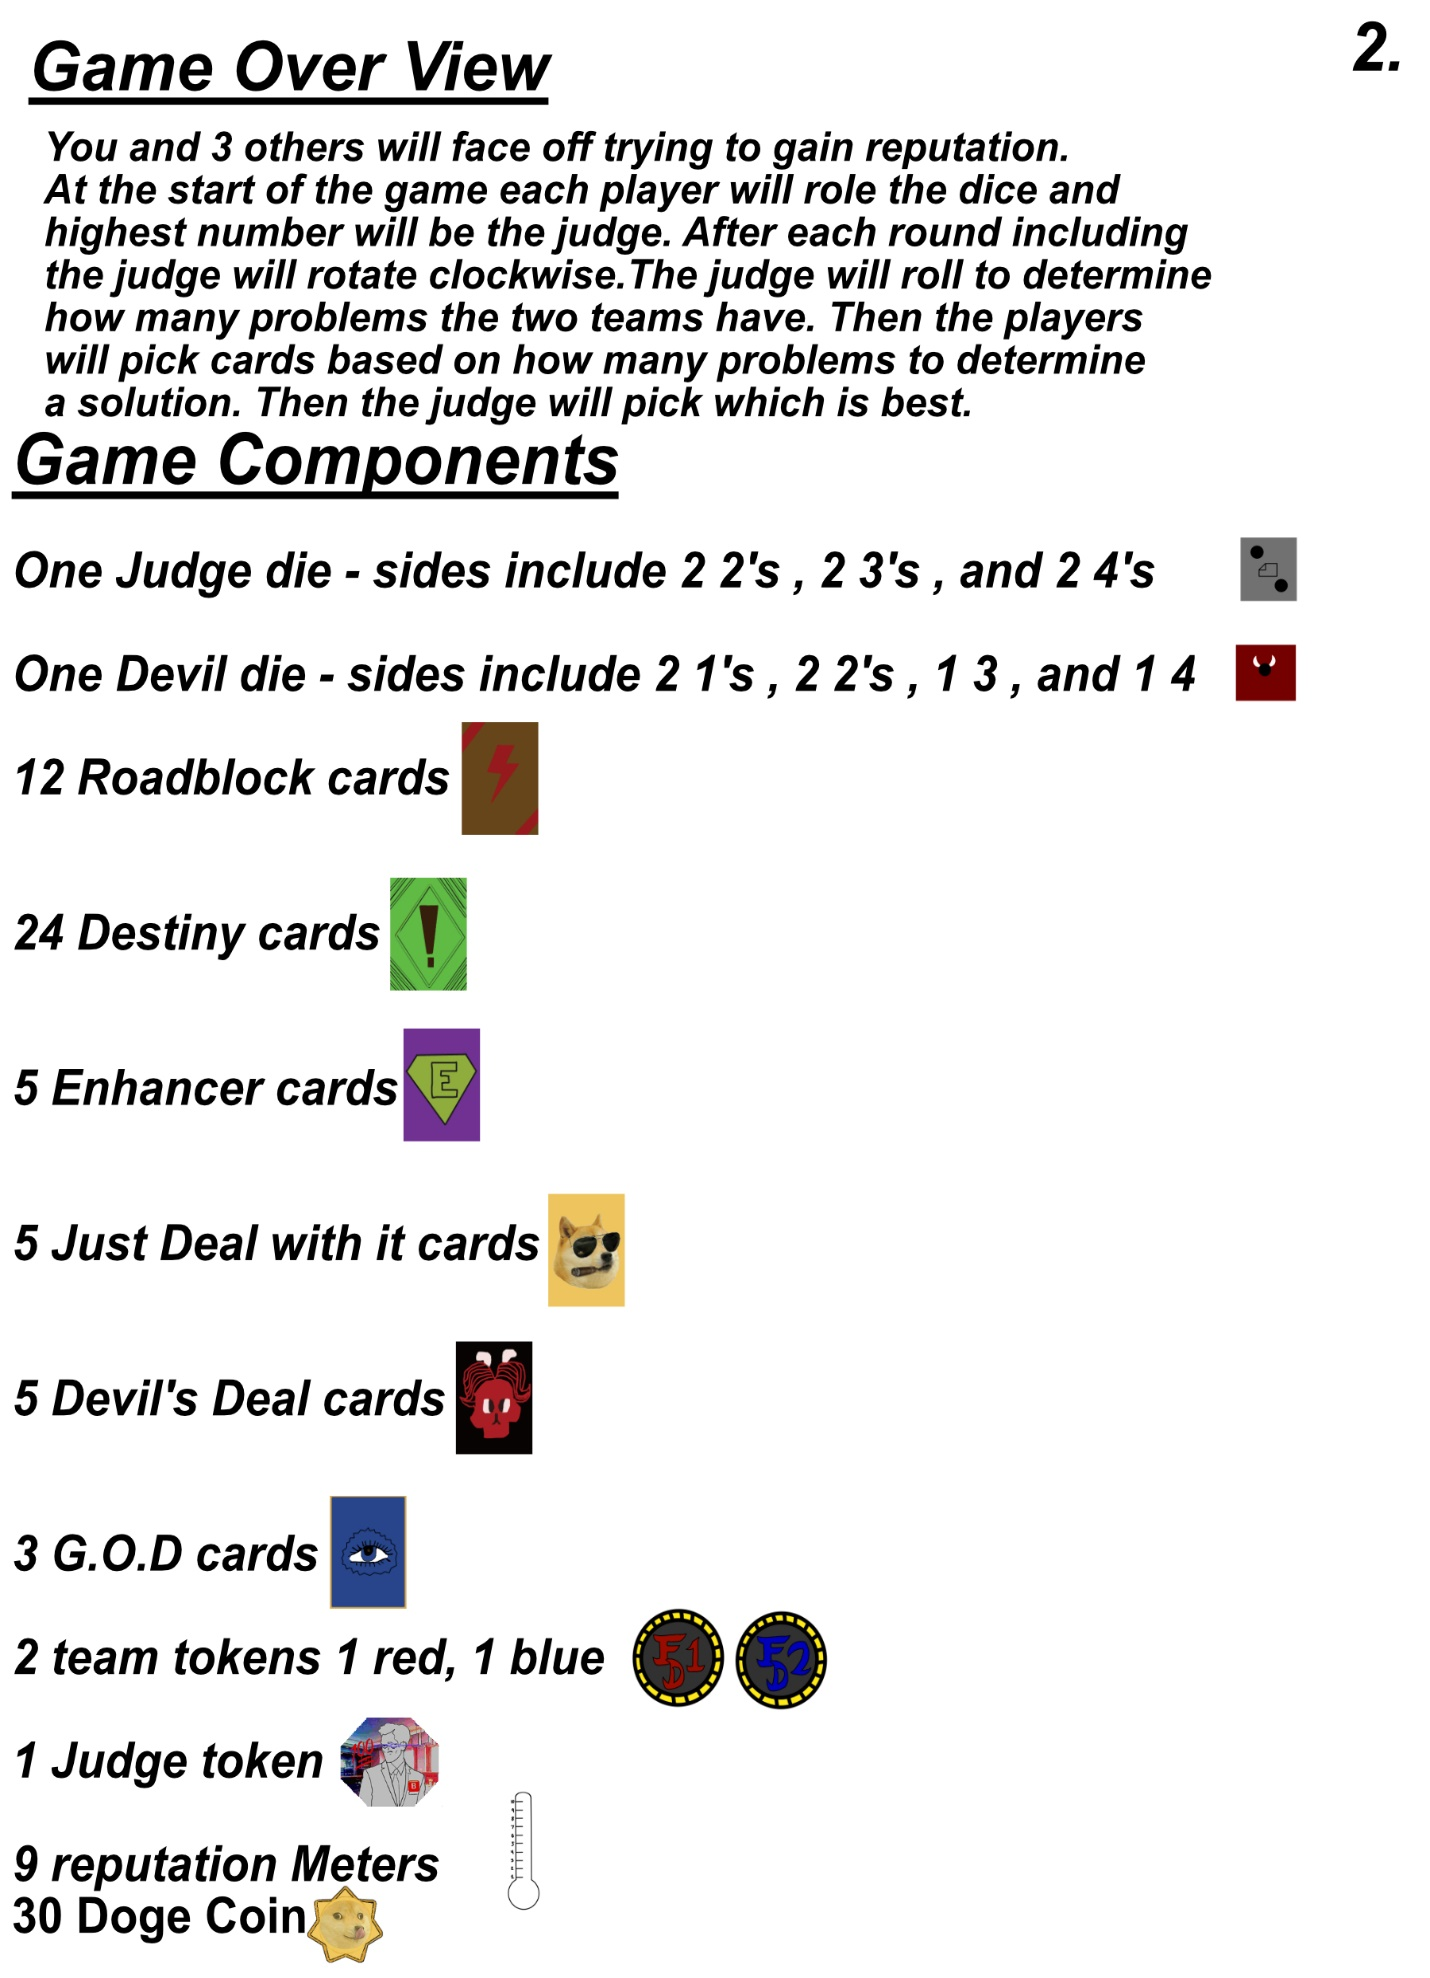 2.
Game Over View
You and 3 others will face off trying to gain reputation.
At the start of the game each player will role the dice and
highest number will be the judge. After each round including
the judge will rotate clockwise.The judge will roll to determine
how many problems the two teams have. Then the players
will pick cards based on how many problems to determine
a solution. Then the judge will pick which is best.
Game Components
One Judge die - sides include 2 2's , 2 3's , and 2 4's
One Devil die - sides include 2 1's , 2 2's , 1 3 , and 1 4
12 Roadblock cards
24 Destiny cards !
5 Enhancer cards E
5 Just Deal with it cards
5 Devil's Deal cards
3 G.O.D cards
2 team tokens 1 red, 1 blue FD1 FD2
1 Judge token
9 reputation Meters
30 Doge Coin